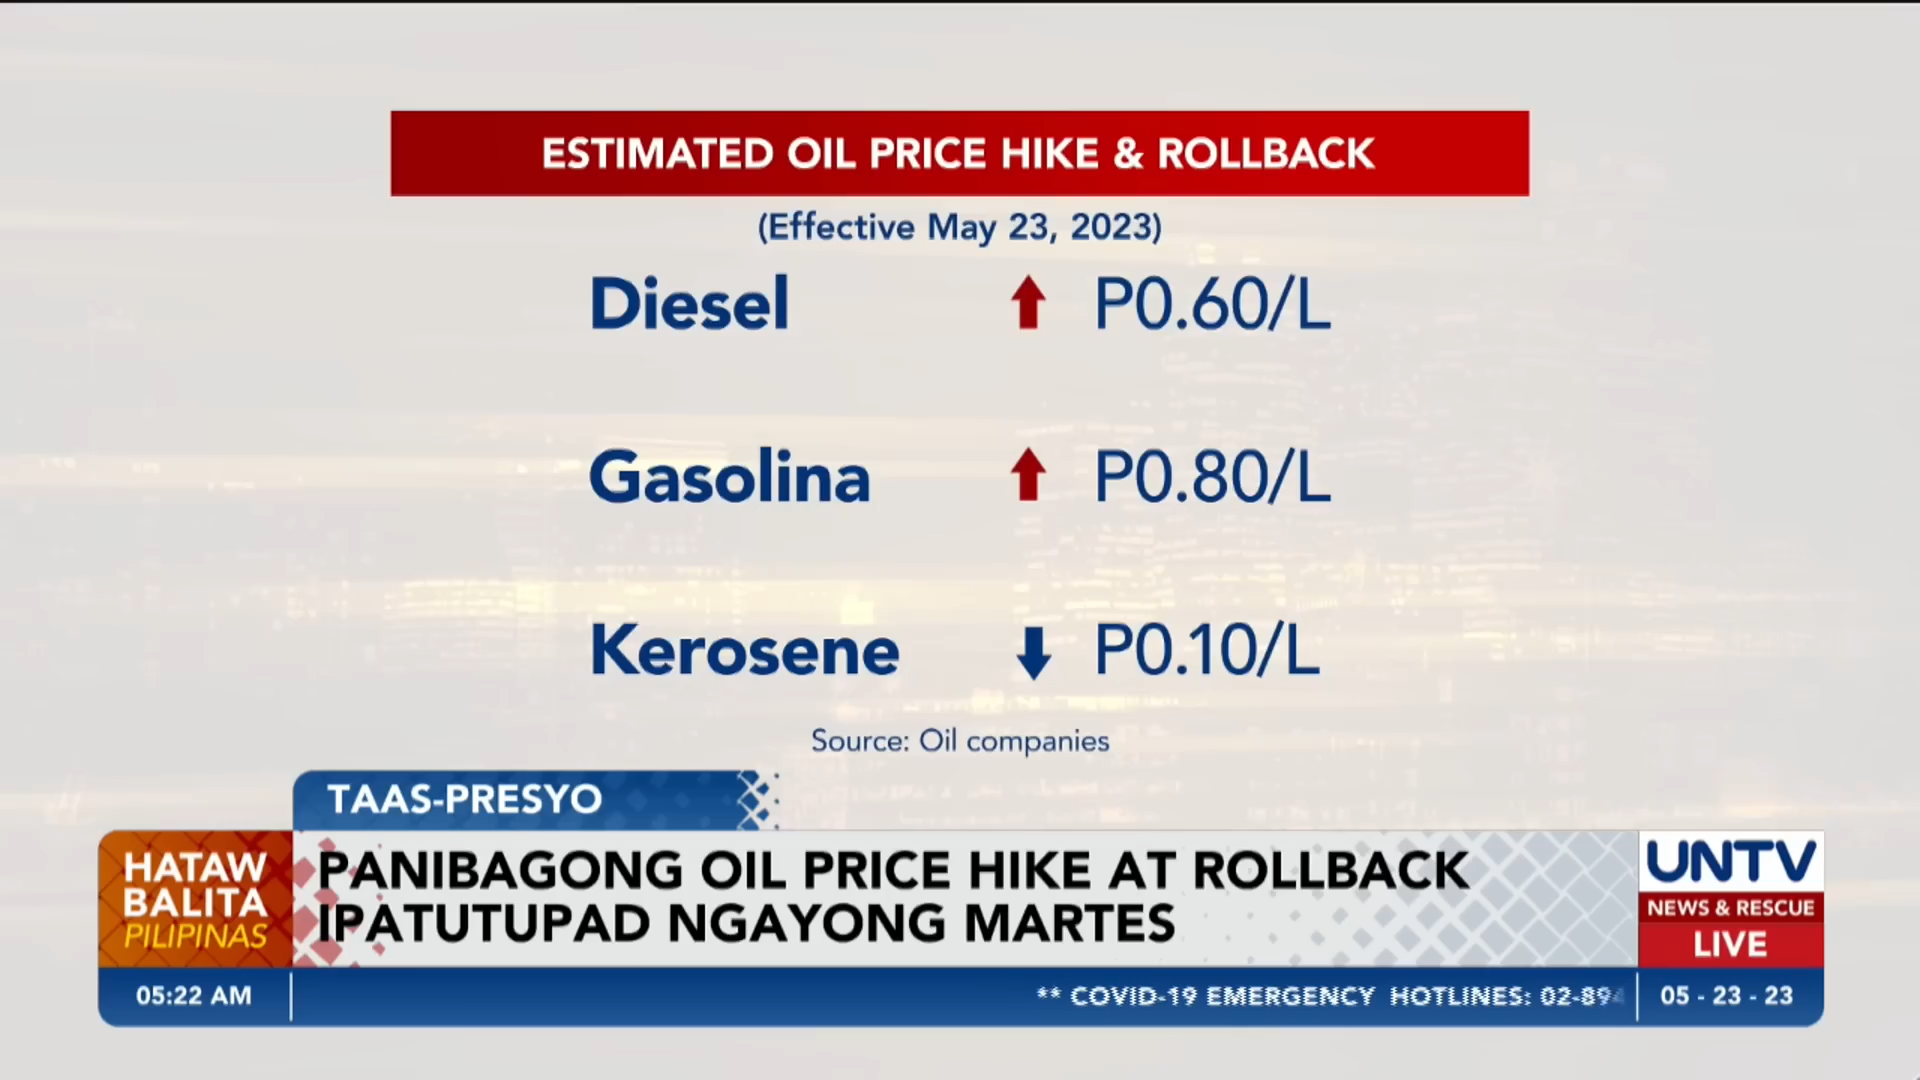 ESTIMATED OIL PRICE HIKE & ROLLBACK
(Effective May 23, 2023)
Diesel P0.60/L
Gasolina P0.80/L
Kerosene P0.10/L
Source: Oil companies
TAAS-PRESYO
HATAW
BALITA
PILIPINAS
PANIBAGONG OIL PRICE HIKE AT ROLLBACK
IPATUTUPAD NGAYONG MARTES
UNTV
NEWS & RESCUE
LIVE
05:22 AM
** COVID-19 EMERGENCY HOTLINES: 02-89
05 - 23 - 23